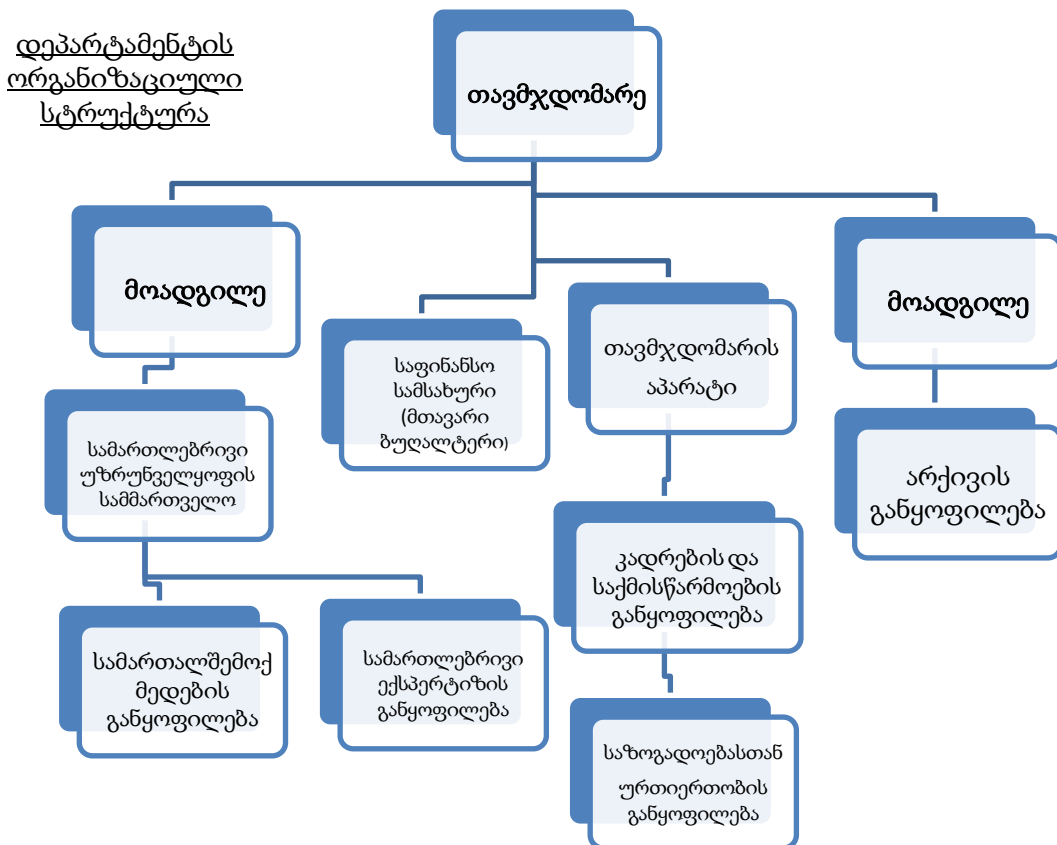 დეპარტამენტის
ორგანიზაციული
სტრუქტურა
თავმჯდომარე
მოადგილე
საფინანსო
სამსახური
(მთავარი
ბუღალტერი)
თავმჯდომარის
აპარატი
მოადგილე
სამართლებრივი
უზრუნველყოფის
სამმართველო
არქივის
განყოფილება
კადრების და
საქმისწარმოების
განყოფილება
სამართალშემოქ
მედების
განყოფილება
სამართლებრივი
ექსპერტიზის
განყოფილება
საზოგადოებასთან
ურთიერთობის
განყოფილება